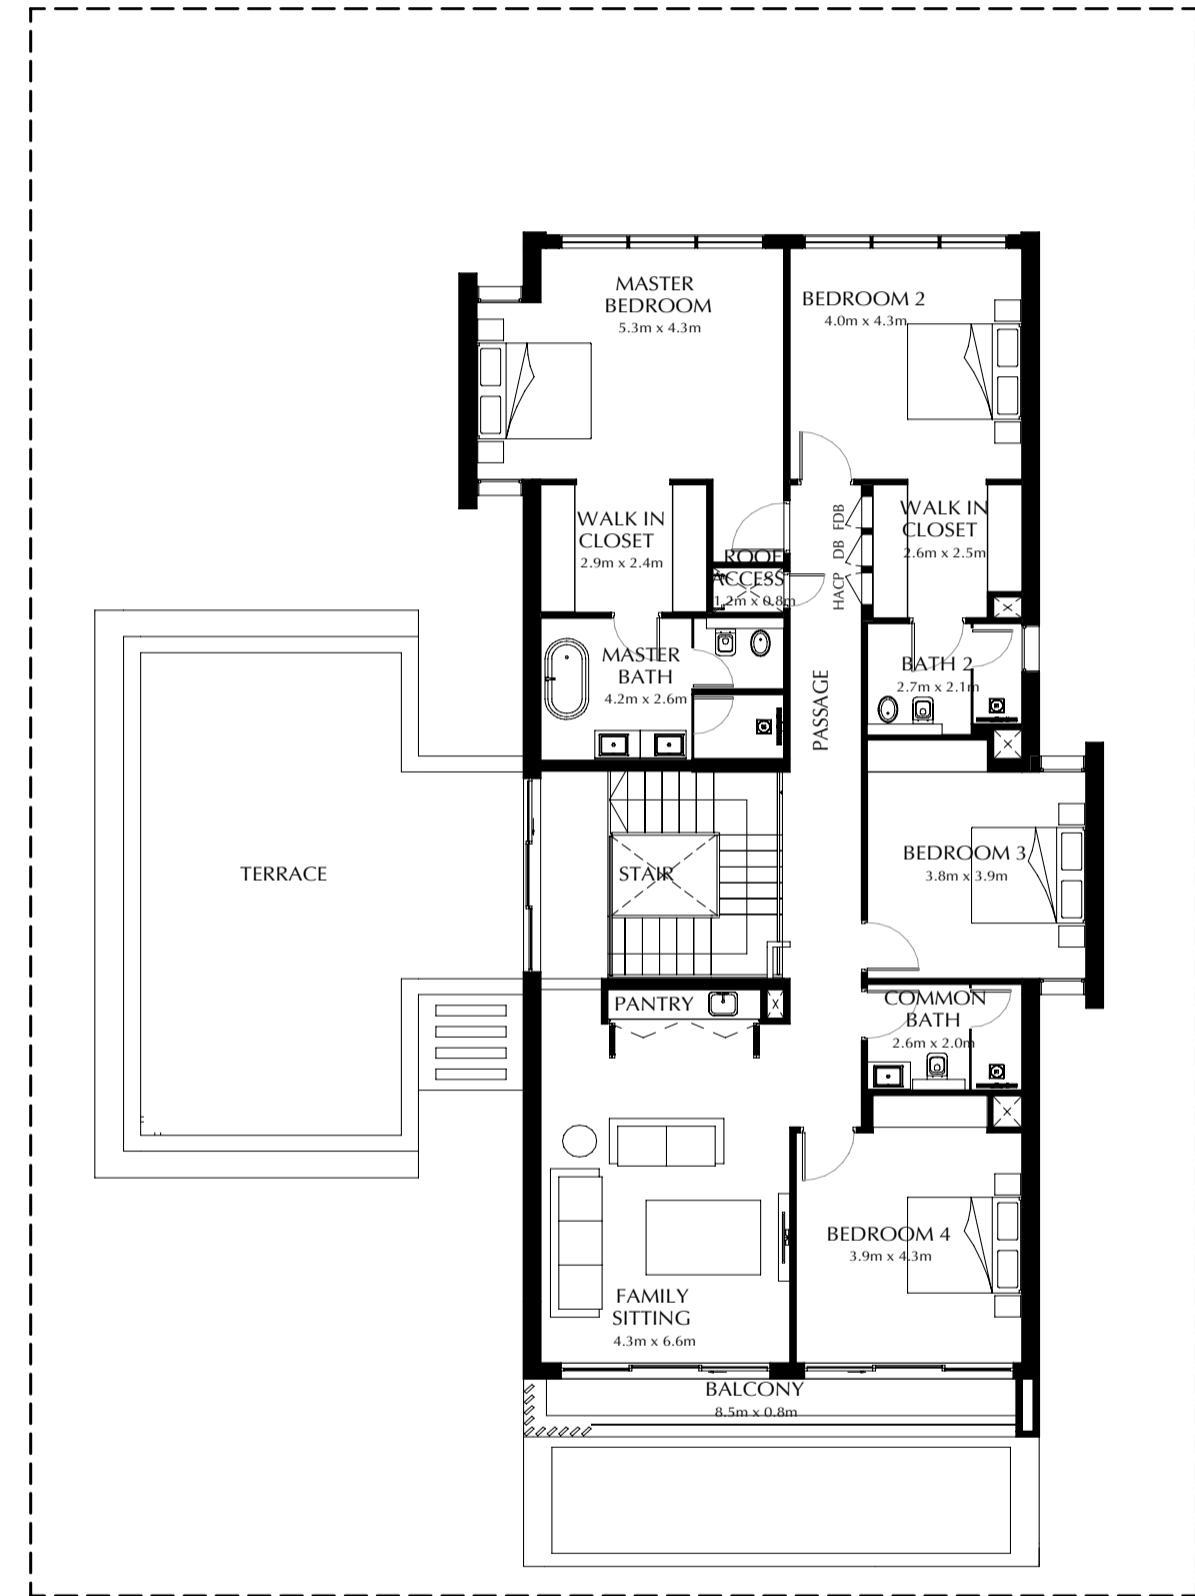 MASTER
BEDROOM
5.3m x 4.3m
BEDROOM 2
4.0m x 4.3m
WALK IN
CLOSET
2.9m x 2.4m
ROOF
ACCESS
1.2m x 0.8m
FDB
DB
HACP
WALK IN
CLOSET
2.6m x 2.5m
MASTER
BATH
4.2m x 2.6m
BATH 2
2.7m x 2.1m
PASSAGE
TERRACE
STAIR
BEDROOM 3
3.8m x 3.9m
PANTRY
COMMON
BATH
2.6m x 2.0m
BEDROOM 4
3.9m x 4.3m
FAMILY
SITTING
4.3m x 6.6m
BALCONY
8.5m x 0.8m